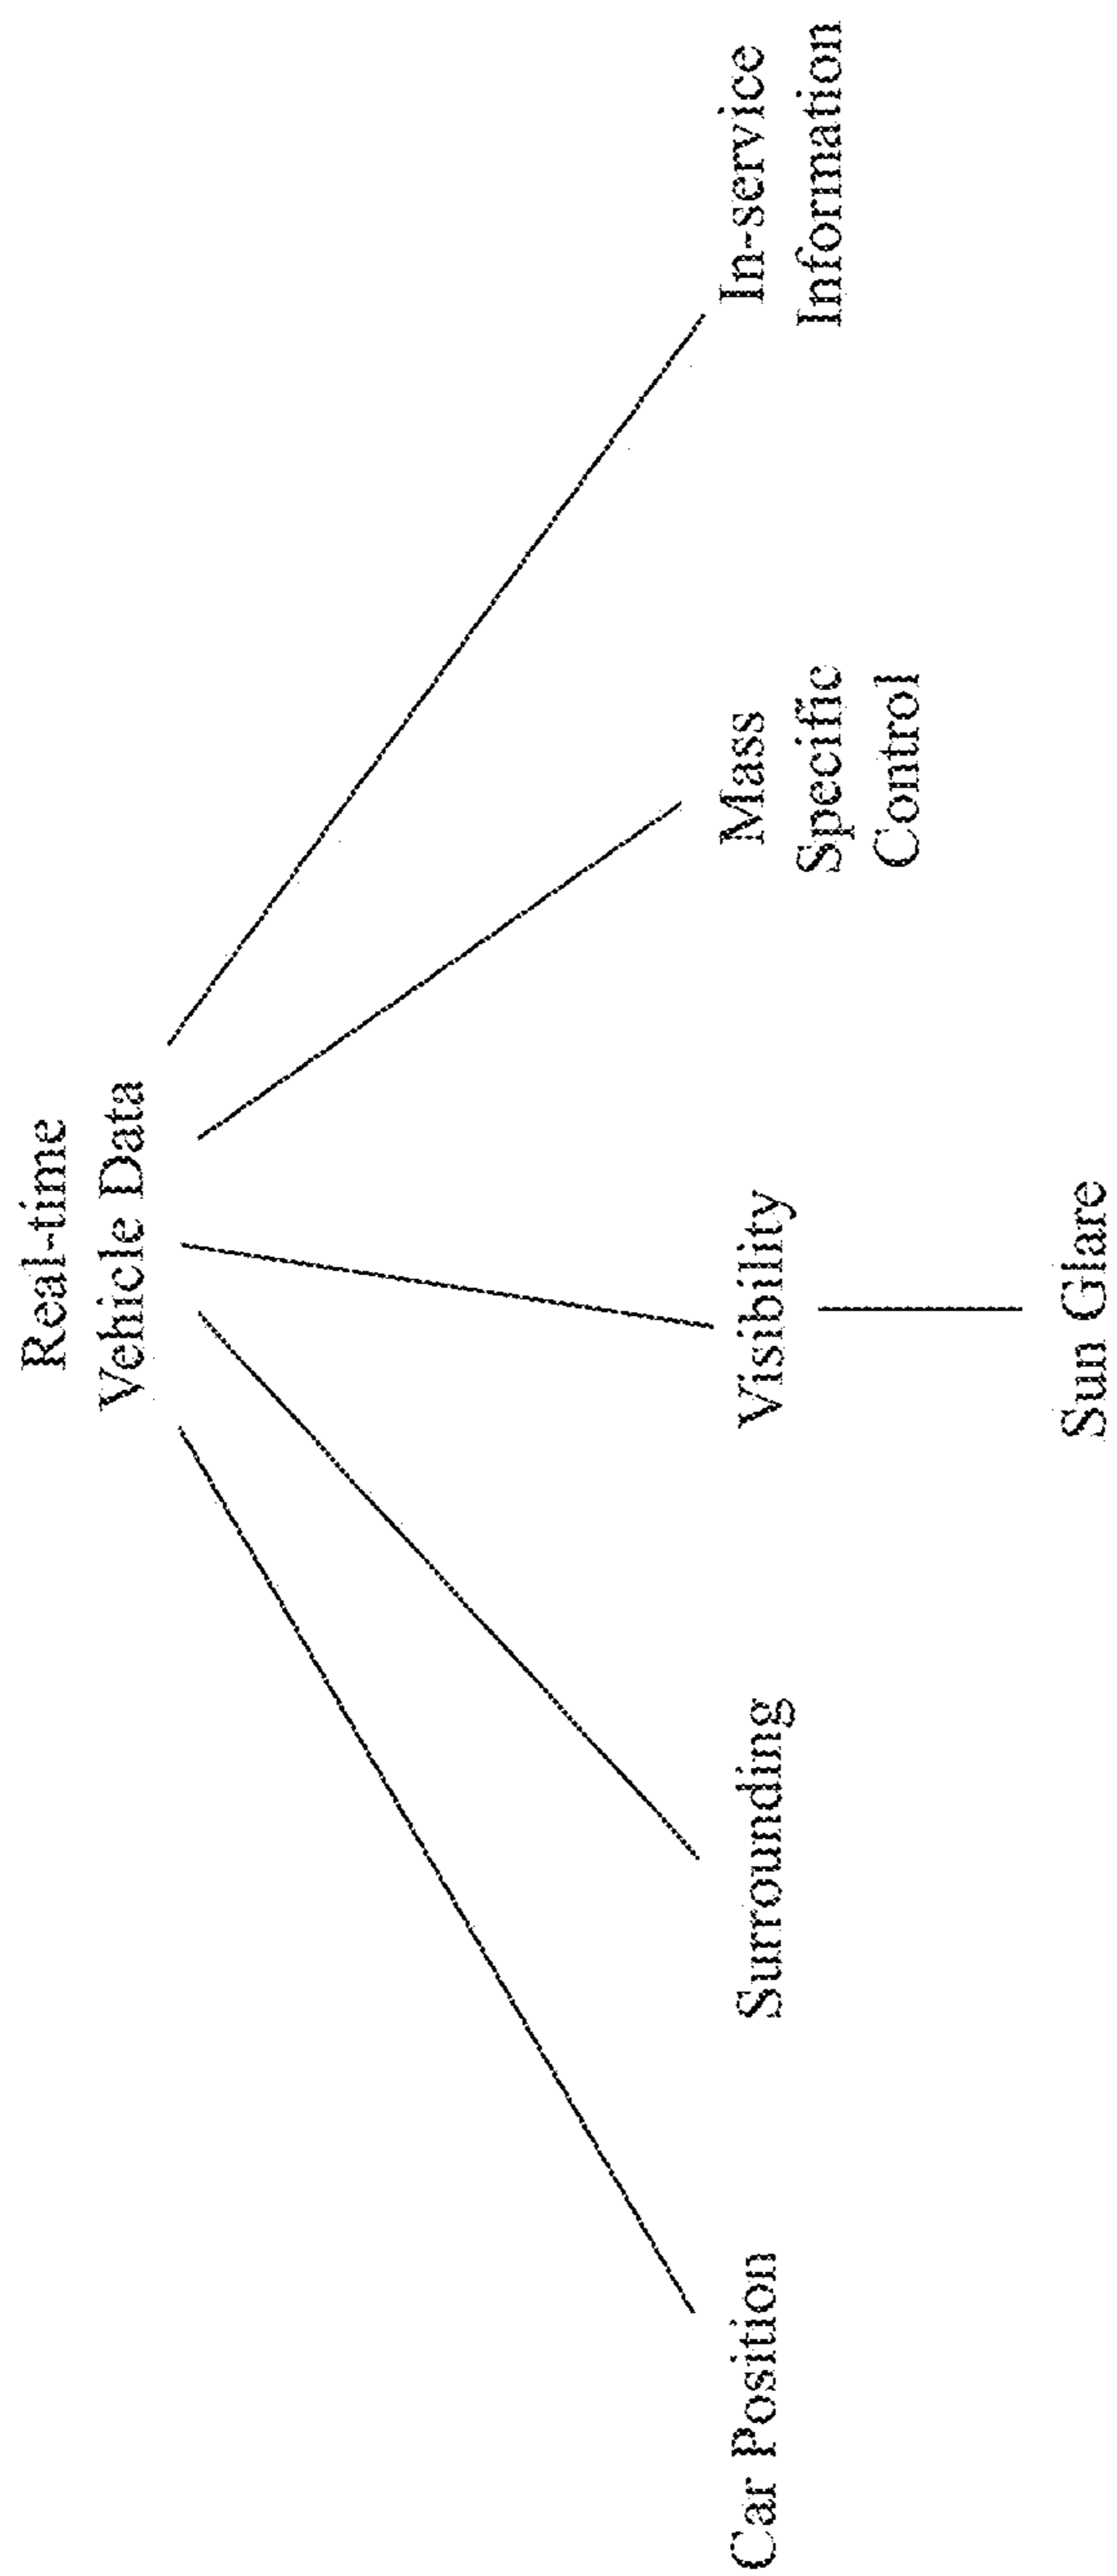 Real-time
Vehicle Data
Car Position
Surrounding
Visibility
Mass
Specific
Control
In-service
Information
Sun Glare